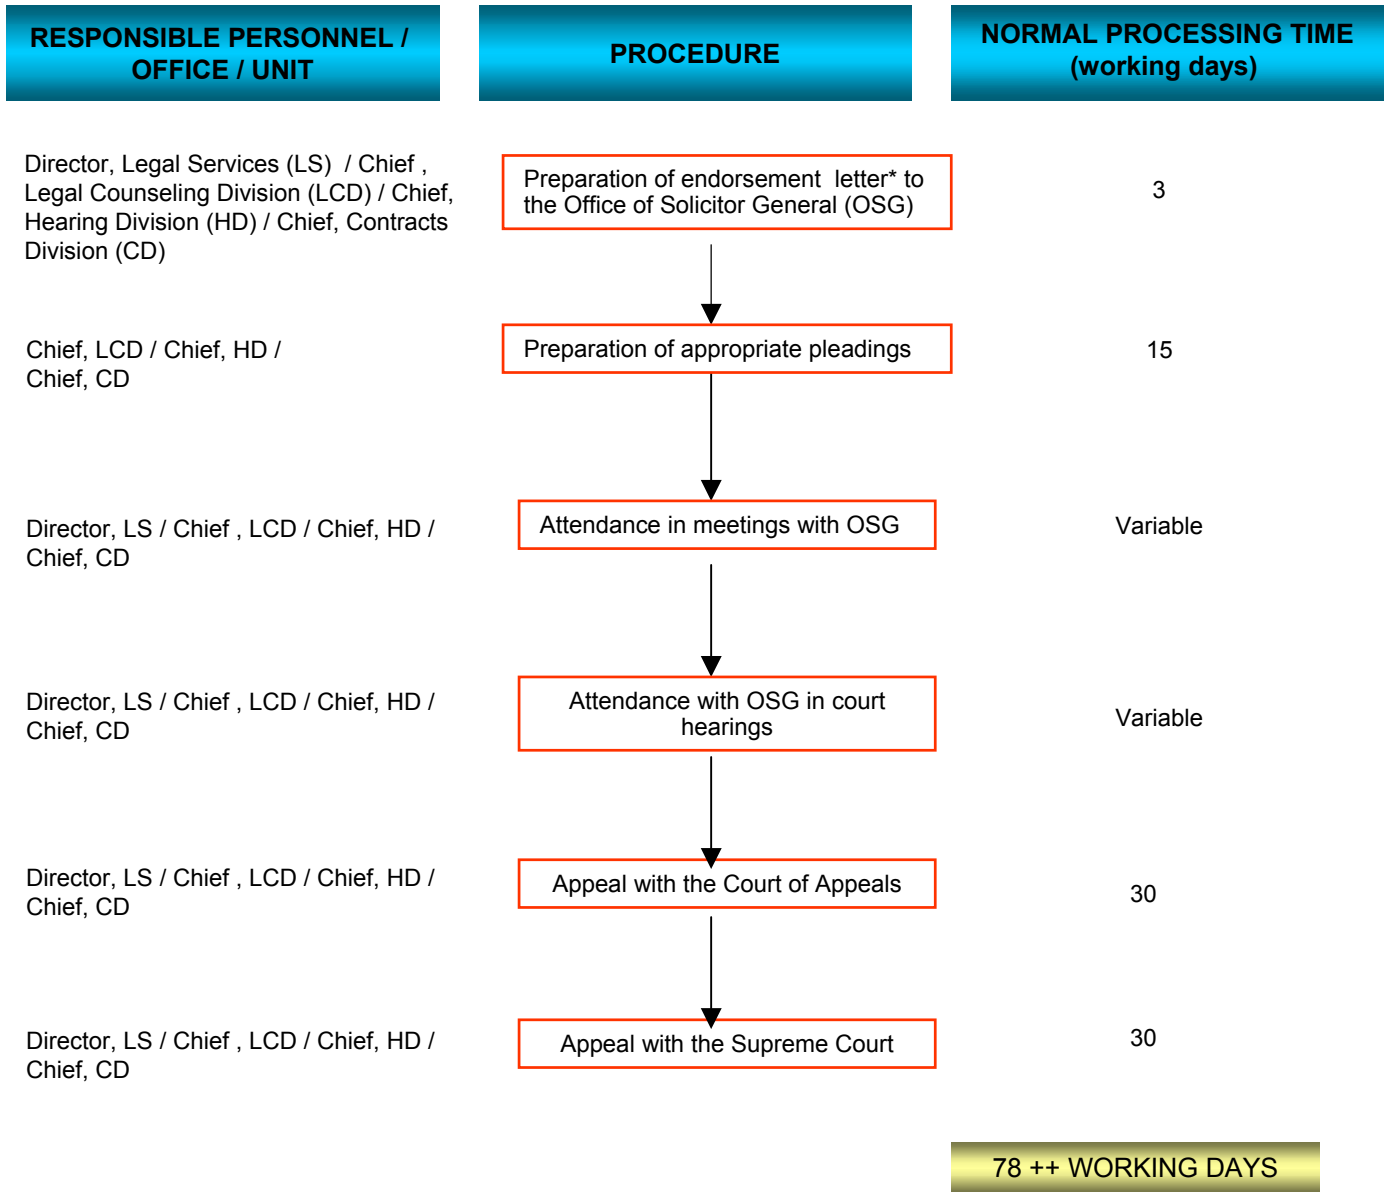 RESPONSIBLE PERSONNEL /
OFFICE / UNIT
PROCEDURE
NORMAL PROCESSING TIME
(working days)
Director, Legal Services (LS) / Chief ,
Legal Counseling Division (LCD) / Chief,
Hearing Division (HD) / Chief, Contracts
Division (CD)
Preparation of endorsement letter* to
the Office of Solicitor General (OSG)
3
Chief, LCD / Chief, HD /
Chief, CD
Preparation of appropriate pleadings
15
Director, LS / Chief , LCD / Chief, HD /
Chief, CD
Attendance in meetings with OSG
Variable
Director, LS / Chief , LCD / Chief, HD /
Chief, CD
Attendance with OSG in court
hearings
Variable
Director, LS / Chief , LCD / Chief, HD /
Chief, CD
Appeal with the Court of Appeals
30
Director, LS / Chief , LCD / Chief, HD /
Chief, CD
Appeal with the Supreme Court
30
78 ++ WORKING DAYS